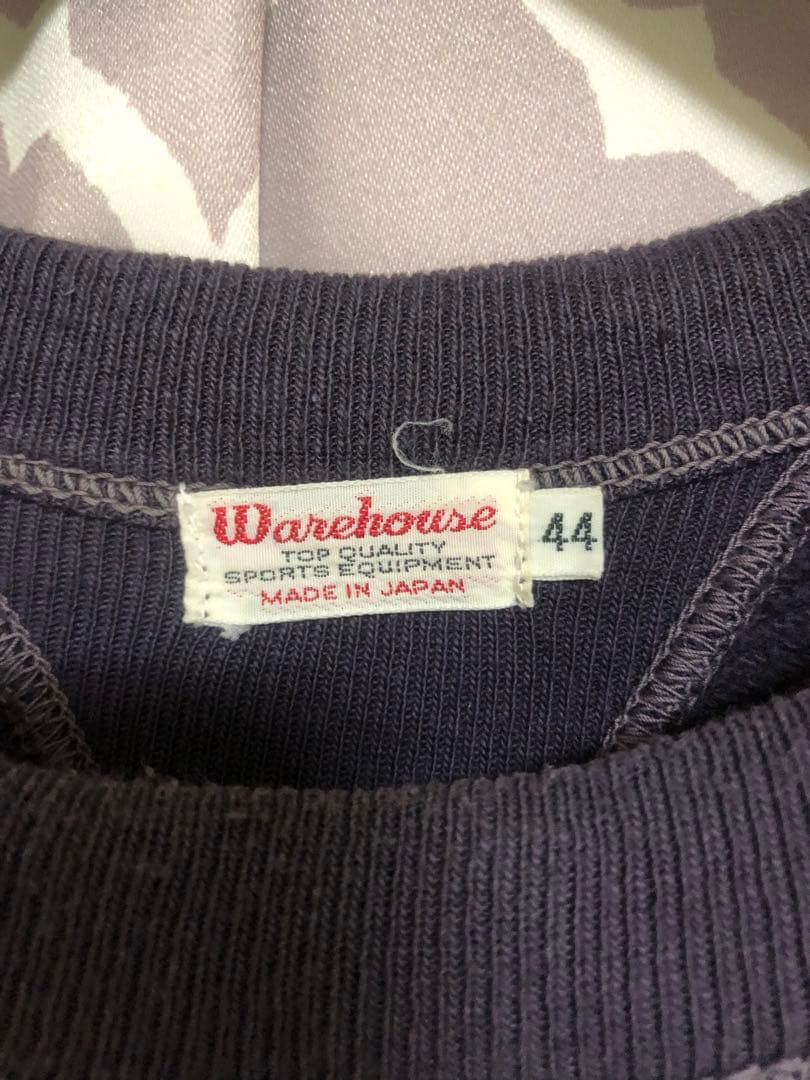 Warehouse
TOP QUALITY
SPORTS EQUIPMENT
MADE IN JAPAN
44